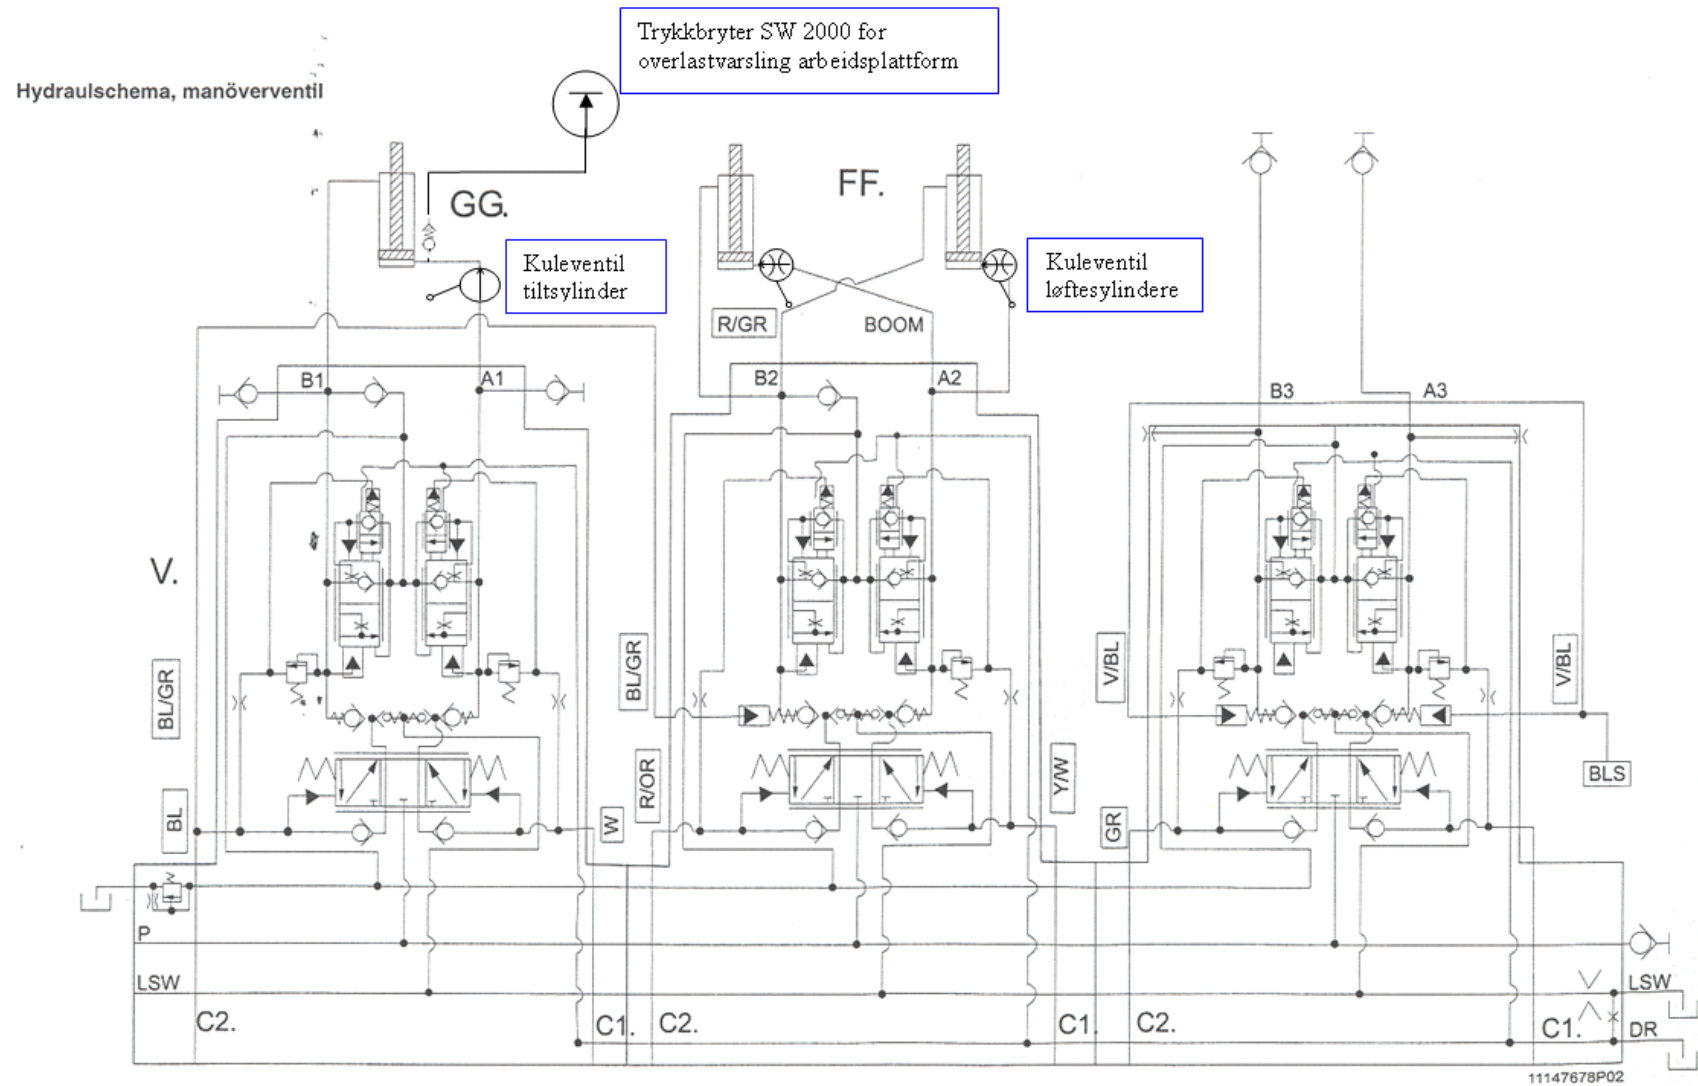 Trykkbryter SW 2000 for
overlastvarsling arbeidsplattform
Hydraulschema, manöverventil
GG.
FF.
Kuleventil
tiltsylinder
Kuleventil
løftesylindere
R/GR
BOOM
B1
A1
B2
A2
B3
A3
V.
BL/GR
BL/GR
V/BL
V/BL
BL
W
R/OR
Y/W
GR
BLS
P
LSW
LSW
C2.
C1.
C2.
C1.
C2.
C1.
DR
11147678P02